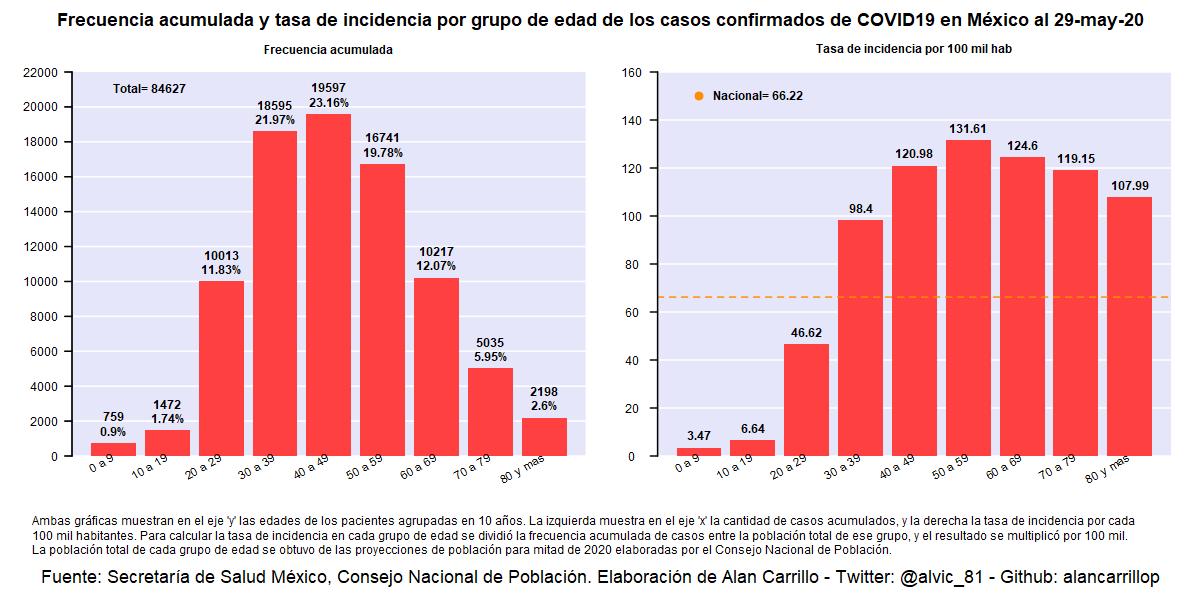 Frecuencia acumulada y tasa de incidencia por grupo de edad de los casos confirmados de COVID19 en México al 29-may-20
Frecuencia acumulada
Total= 84627
22000
20000
18000
16000
14000
12000
10000
8000
6000
4000
2000
0
759
0.9%
1472
1.74%
10013
11.83%
18595
21.97%
19597
23.16%
16741
19.78%
10217
12.07%
5035
5.95%
2198
2.6%
0 a 9
10 a 19
20 a 29
30 a 39
40 a 49
50 a 59
60 a 69
70 a 79
80 y mas
Tasa de incidencia por 100 mil hab
Nacional= 66.22
160
140
120
100
80
60
40
20
0
3.47
6.64
46.62
98.4
120.98
131.61
124.6
119.15
107.99
0 a 9
10 a 19
20 a 29
30 a 39
40 a 49
50 a 59
60 a 69
70 a 79
80 y mas
Ambas gráficas muestran en el eje 'y' las edades de los pacientes agrupadas en 10 años. La izquierda muestra en el eje 'x' la cantidad de casos acumulados, y la derecha la tasa de incidencia por cada
100 mil habitantes. Para calcular la tasa de incidencia en cada grupo de edad se dividió la frecuencia acumulada de casos entre la población total de ese grupo, y el resultado se multiplicó por 100 mil.
La población total de cada grupo de edad se obtuvo de las proyecciones de población para mitad de 2020 elaboradas por el Consejo Nacional de Población.
Fuente: Secretaría de Salud México, Consejo Nacional de Población. Elaboración de Alan Carrillo - Twitter: @alvic_81 - Github: alancarrillop